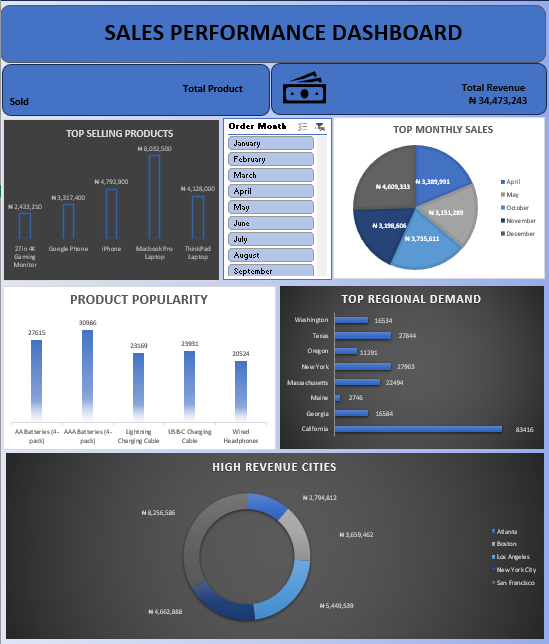 SALES PERFORMANCE DASHBOARD
Total Product
Sold
Total Revenue
₦ 34,473,243
TOP SELLING PRODUCTS
₦ 8,032,500
₦ 4,792,900
₦ 4,128,000
₦ 3,317,400
₦ 2,433,210
27in 4K Gaming Monitor
Google Phone
iPhone
Macbook Pro Laptop
ThinkPad Laptop
Order Month
January
February
March
April
May
June
July
August
September
TOP MONTHLY SALES
₦ 4,609,333
₦ 3,389,991
₦ 3,151,289
₦ 3,198,606
₦ 3,735,611
April
May
October
November
December
PRODUCT POPULARITY
27615
30986
23169
23931
20524
AA Batteries (4-pack)
AAA Batteries (4-pack)
Lightning Charging Cable
USB-C Charging Cable
Wired Headphones
TOP REGIONAL DEMAND
Washington 16534
Texas 27844
Oregon 11291
New York 27903
Massachusetts 22494
Maine 2746
Georgia 16584
California 83416
HIGH REVENUE CITIES
₦ 2,794,812
₦ 8,256,586
₦ 3,659,462
₦ 4,662,888
₦ 5,449,539
Atlanta
Boston
Los Angeles
New York City
San Francisco